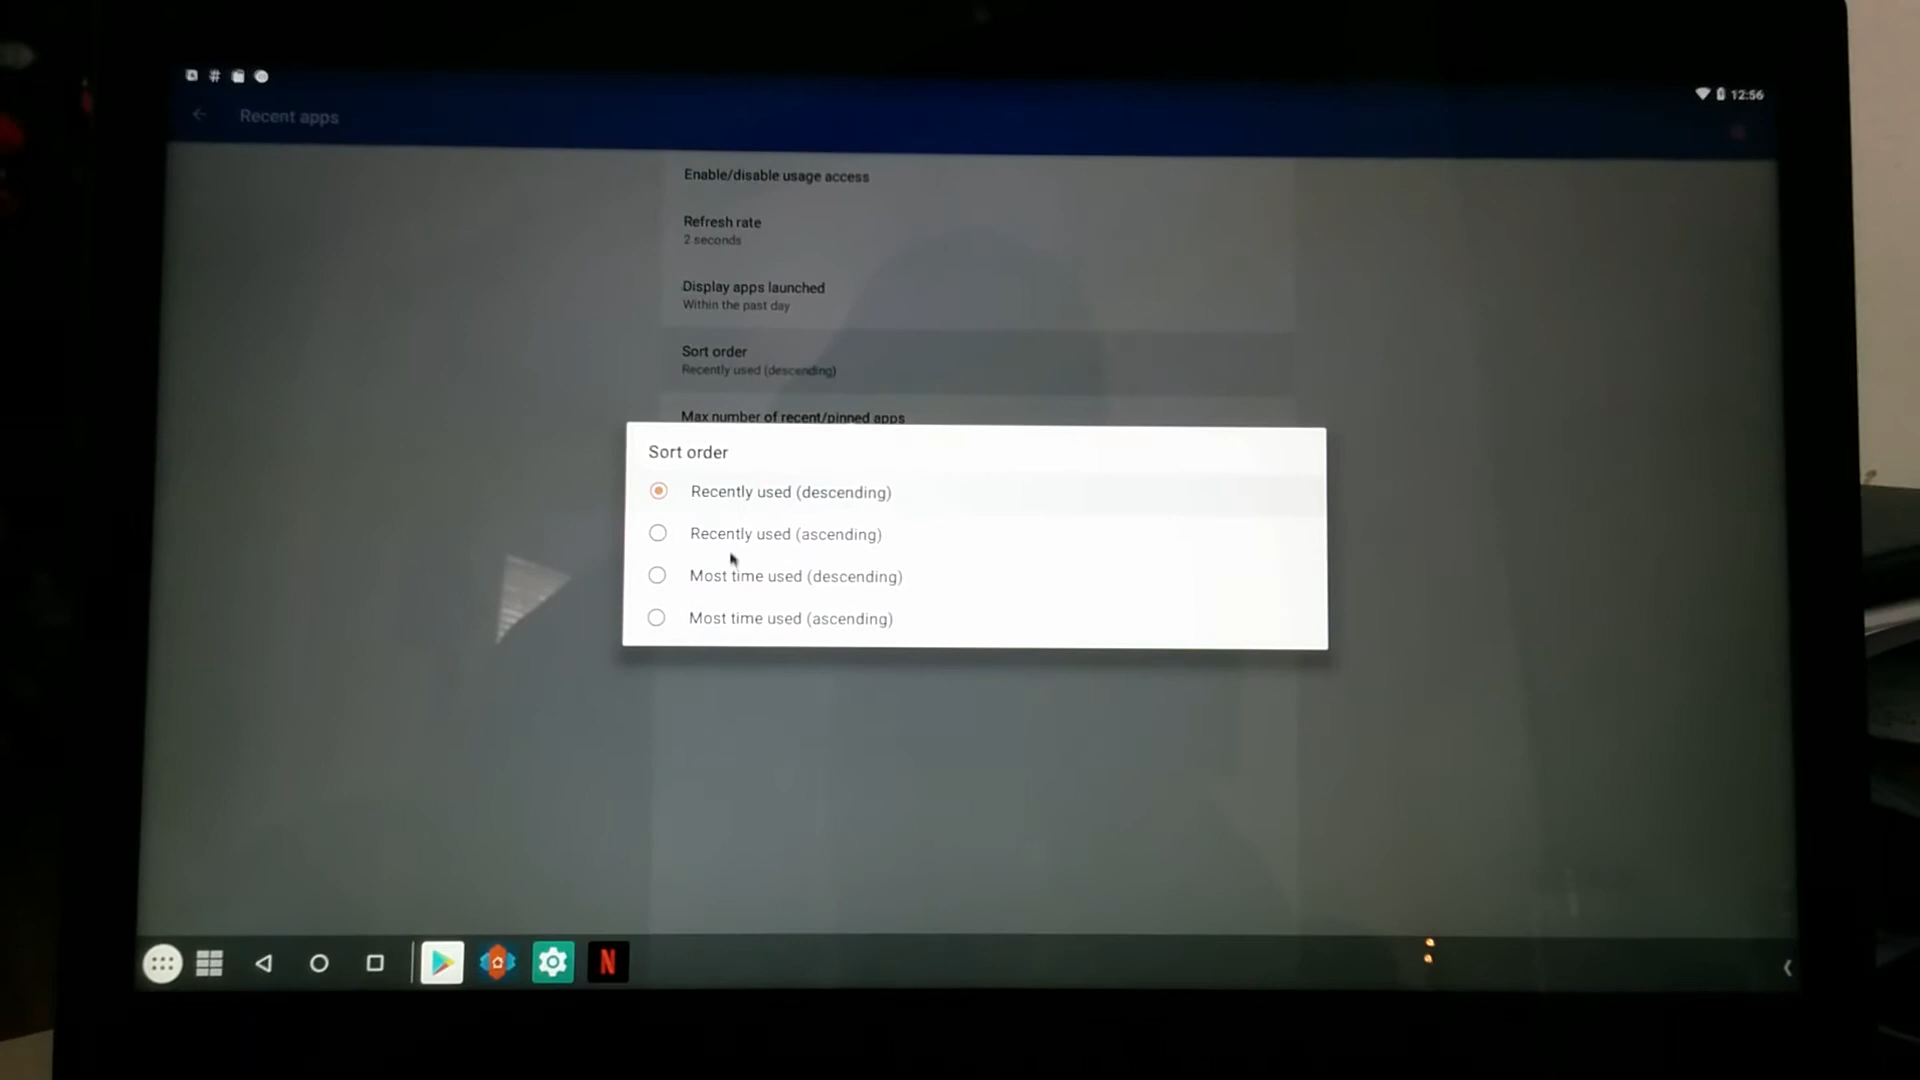 12:56
Recent apps
Enable/disable usage access
Refresh rate
2 seconds
Display apps launched
Within the past day
Sort order
Recently used (descending)
Max number of recent/pinned apps
Sort order
Recently used (descending)
Recently used (ascending)
Most time used (descending)
Most time used (ascending)
N